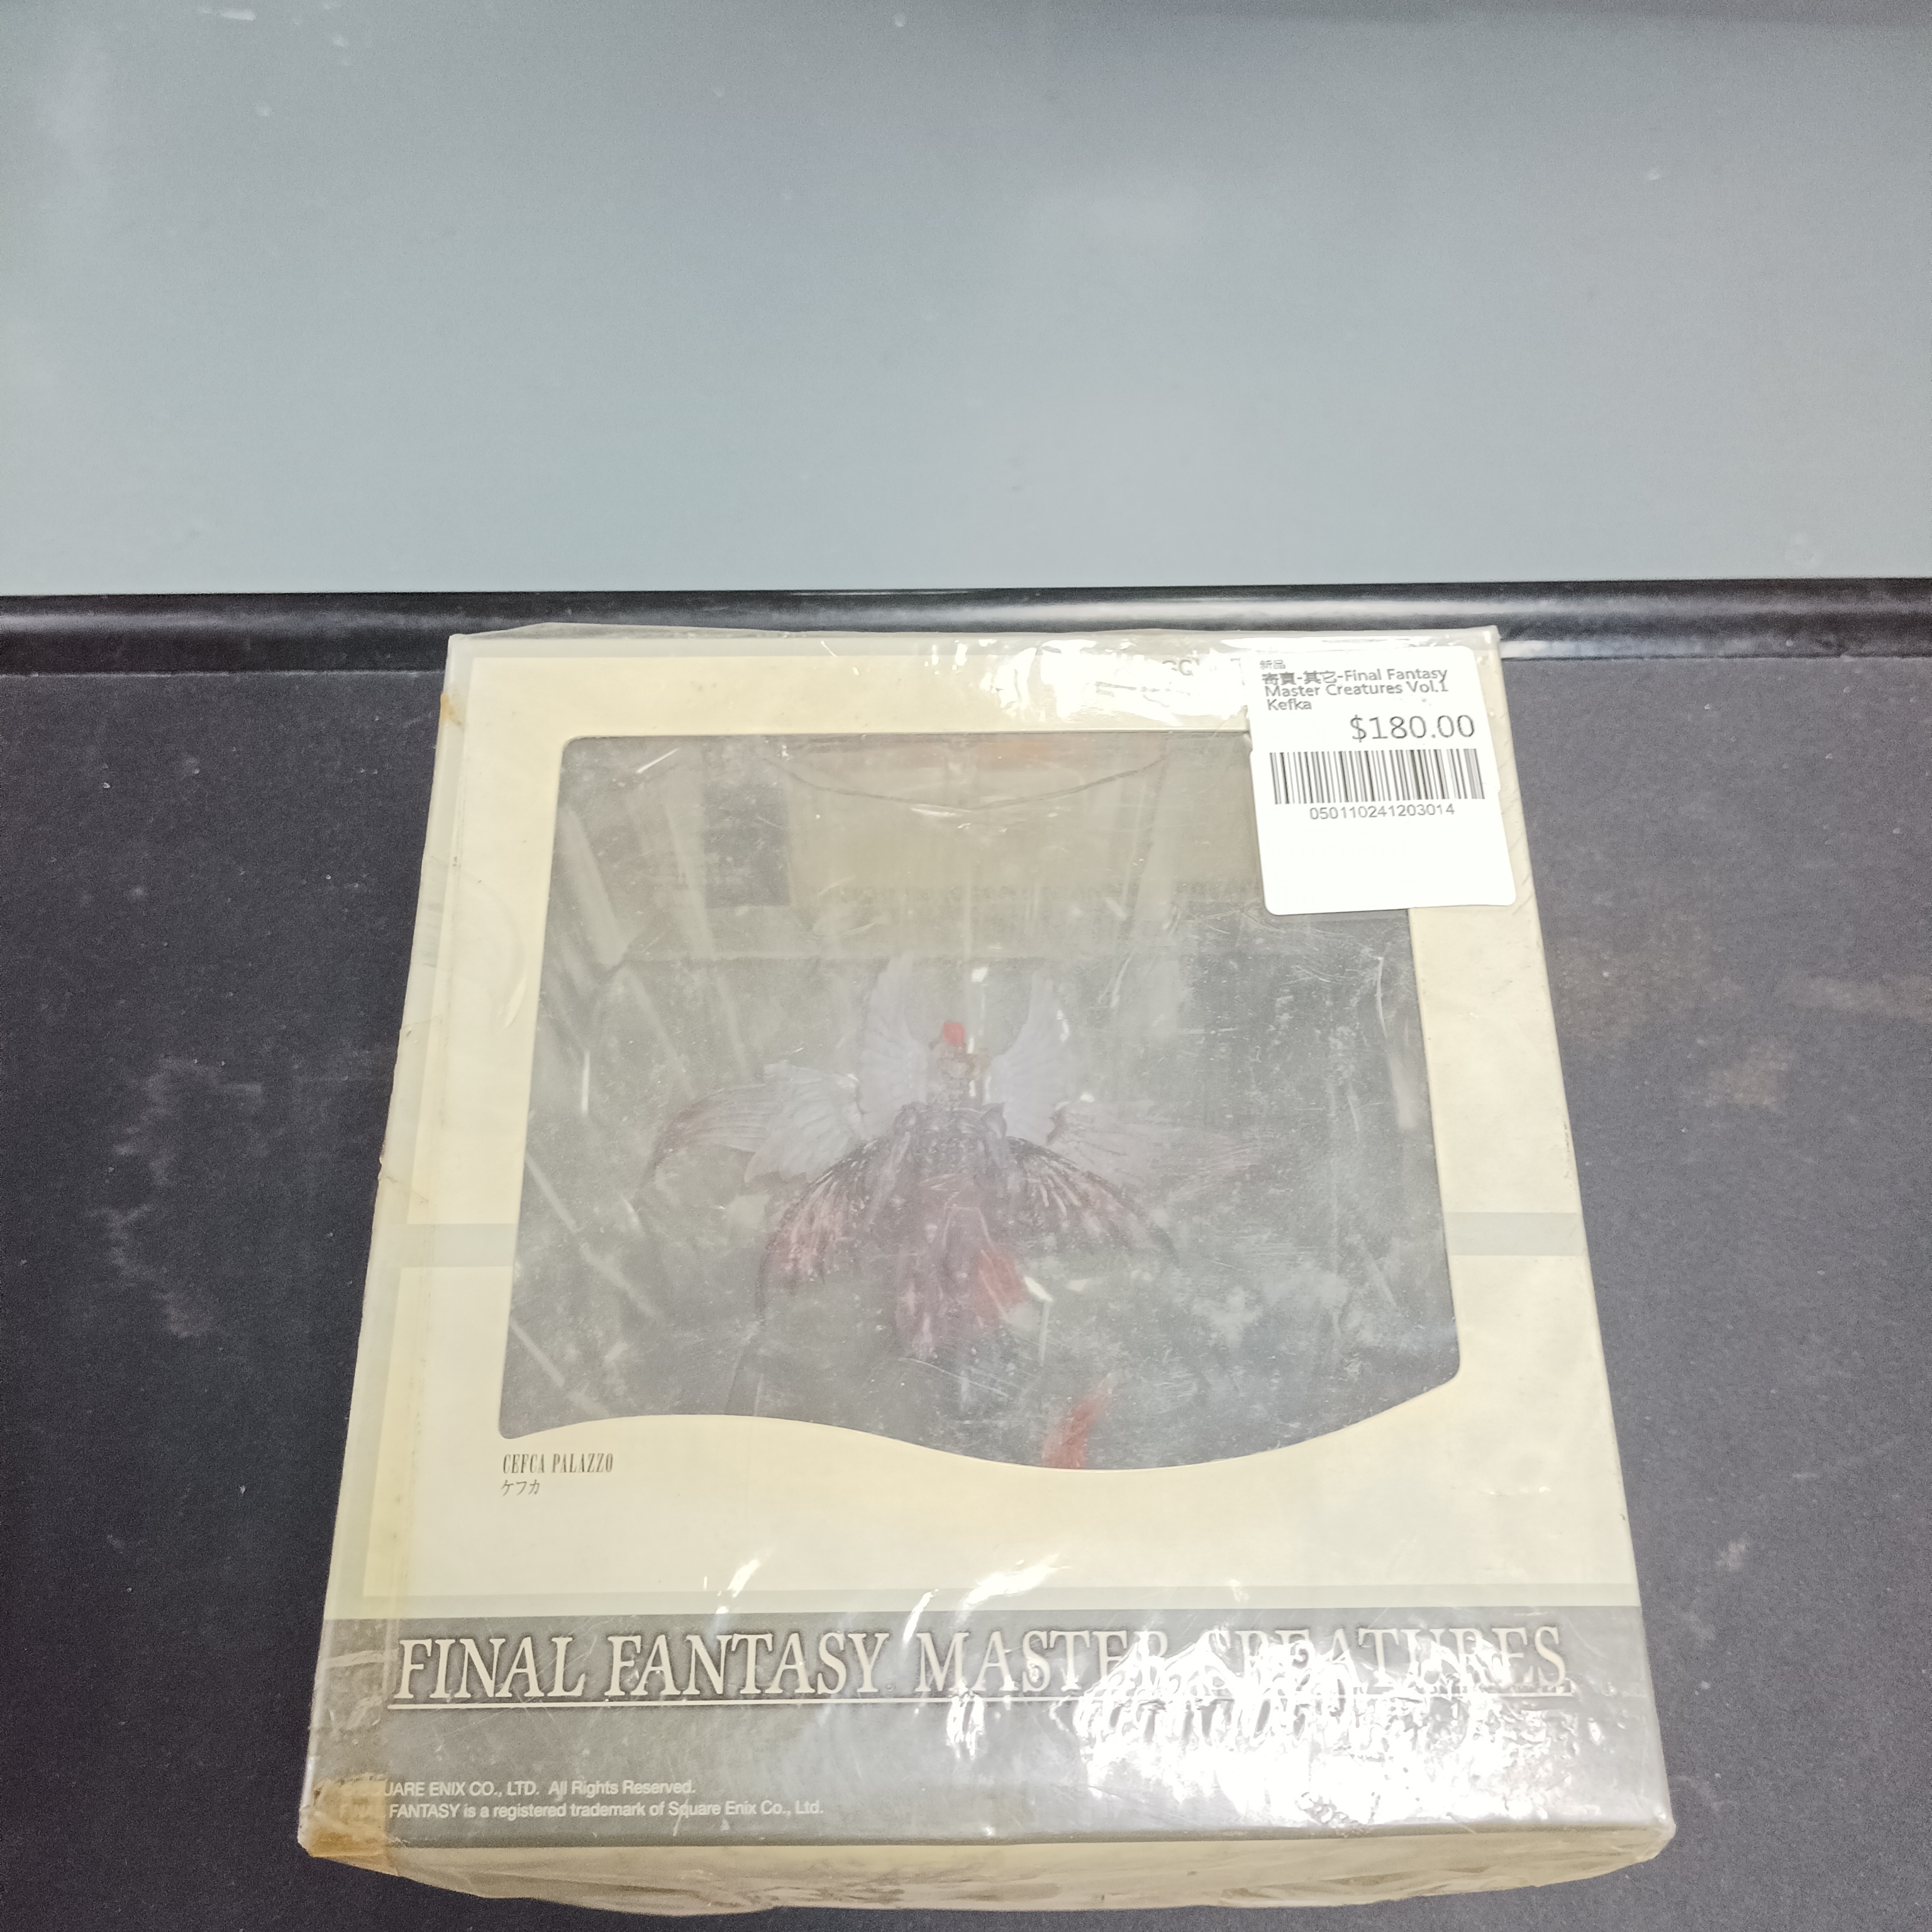 新品
寄賣-其它-Final Fantasy
Master Creatures Vol.1
Kefka
$180.00
050110241203014
CEFCA PALAZZO
ケフカ
FINAL FANTASY MASTER CREATURES
ENIX CO., LTD. All Rights Reserved.
FANTASY is a registered trademark of Square Enix Co., Ltd.